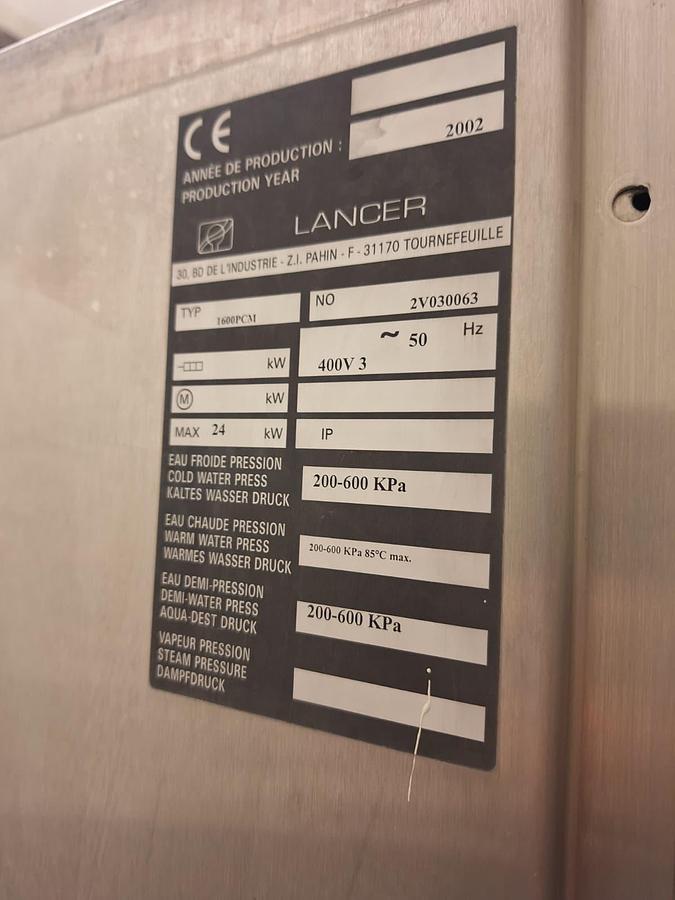 CE
2002
ANNÉE DE PRODUCTION :
PRODUCTION YEAR
LANCER
30, BD DE L'INDUSTRIE - Z.I. PAHIN - F - 31170 TOURNEFEUILLE
TYP 1600PCM
NO 2V030063
~ 50 Hz
400V 3
kW
M kW
MAX 24 kW
IP
EAU FROIDE PRESSION
COLD WATER PRESS
KALTES WASSER DRUCK
200-600 KPa
EAU CHAUDE PRESSION
WARM WATER PRESS
WARMES WASSER DRUCK
200-600 KPa 85°C max.
EAU DEMI-PRESSION
DEMI-WATER PRESS
AQUA-DEST DRUCK
200-600 KPa
VAPEUR PRESSION
STEAM PRESSURE
DAMPFDRUCK